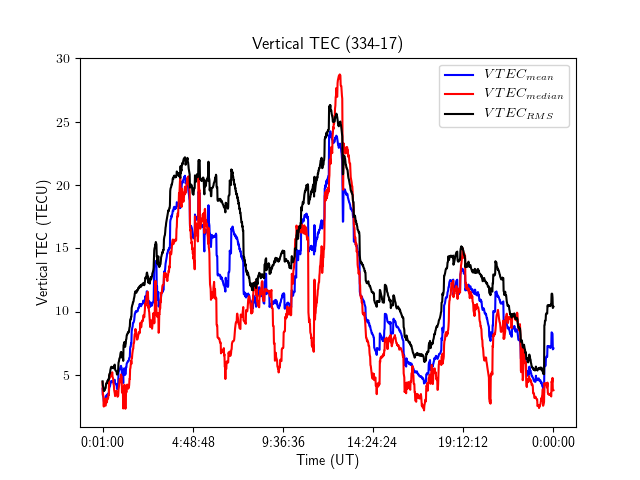 Vertical TEC (334-17)
VTEC_mean
VTEC_median
VTEC_RMS
Vertical TEC (TECU)
30
25
20
15
10
5
0:01:00 4:48:48 9:36:36 14:24:24 19:12:12 0:00:00
Time (UT)